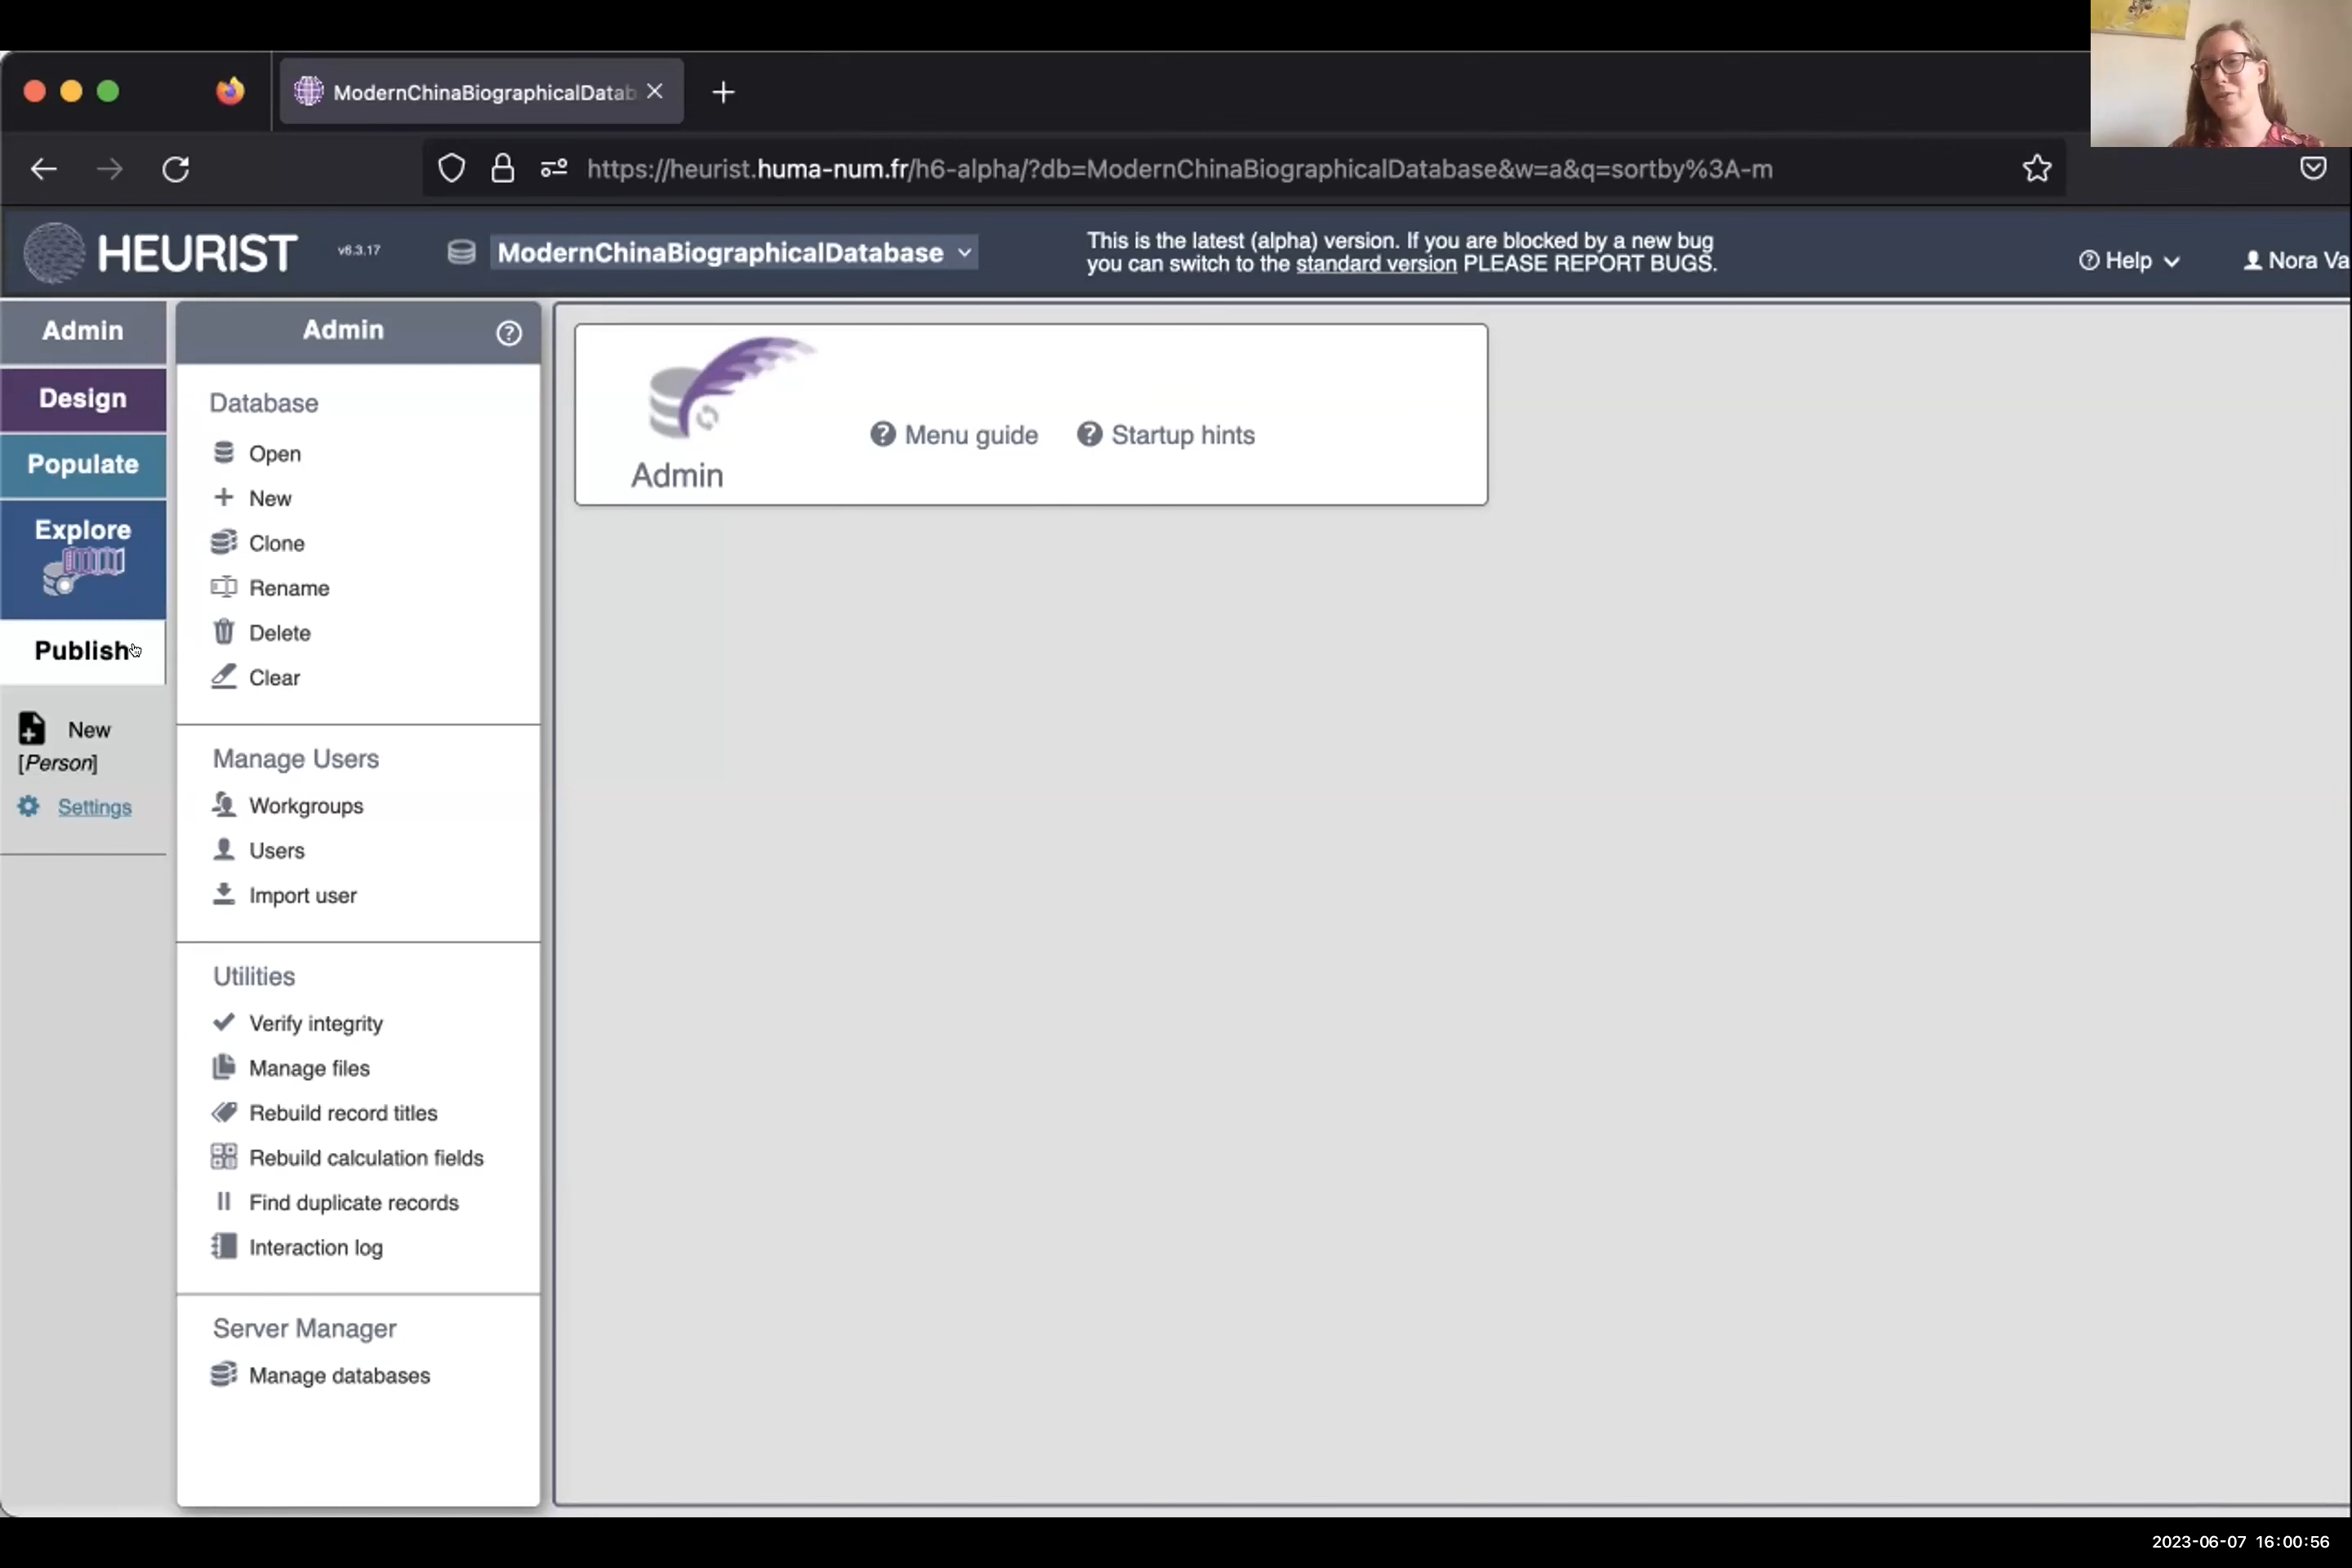 ModernChinaBiographicalDatab
https://heurist.huma-num.fr/h6-alpha/?db=ModernChinaBiographicalDatabase&w=a&q=sortby%3A-m
HEURIST
v6.3.17
ModernChinaBiographicalDatabase
This is the latest (alpha) version. If you are blocked by a new bug
you can switch to the standard version PLEASE REPORT BUGS.
Help
Nora Va
Admin
Design
Populate
Explore
Publish
New
[Person]
Settings
Admin
Database
Open
New
Clone
Rename
Delete
Clear
Manage Users
Workgroups
Users
Import user
Utilities
Verify integrity
Manage files
Rebuild record titles
Rebuild calculation fields
Find duplicate records
Interaction log
Server Manager
Manage databases
Admin
Menu guide
Startup hints
2023-06-07 16:00:56